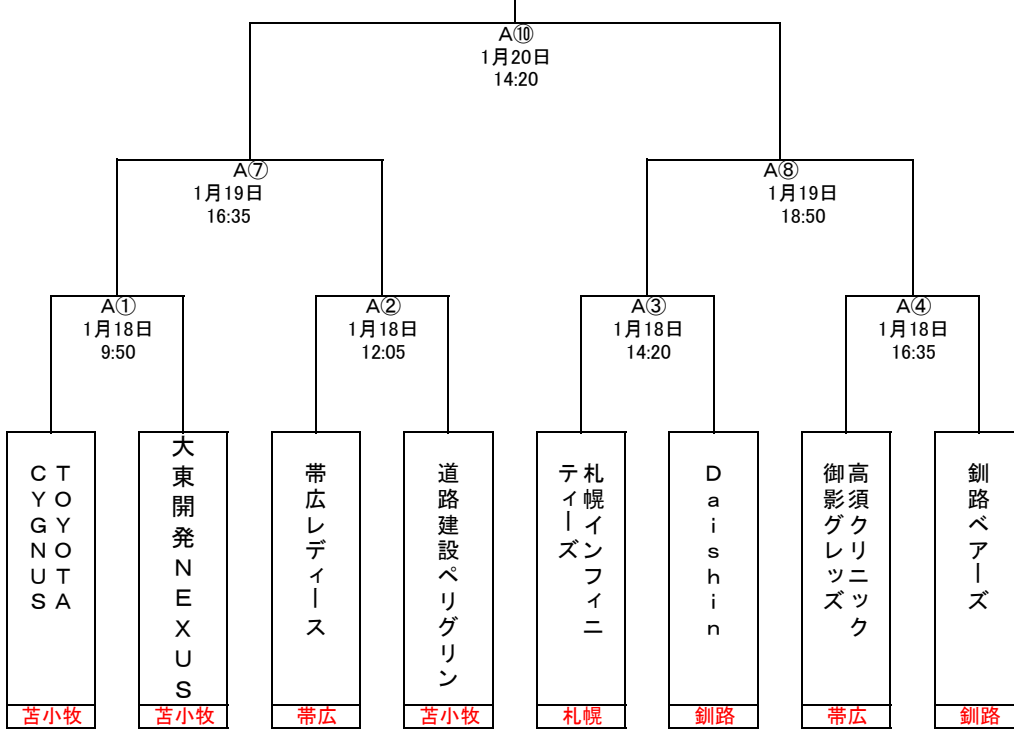 A⑩
1月20日
14:20
A⑦
1月19日
16:35
A⑧
1月19日
18:50
A①
1月18日
9:50
A②
1月18日
12:05
A③
1月18日
14:20
A④
1月18日
16:35
TOYOTA
CYGNUS
大東開発NEXUS
帯広レディース
道路建設ペリグリン
札幌インフィニ
ティーズ
Daishin
高須クリニック
御影グレッズ
釧路ベアーズ
苫小牧
苫小牧
帯広
苫小牧
札幌
釧路
帯広
釧路